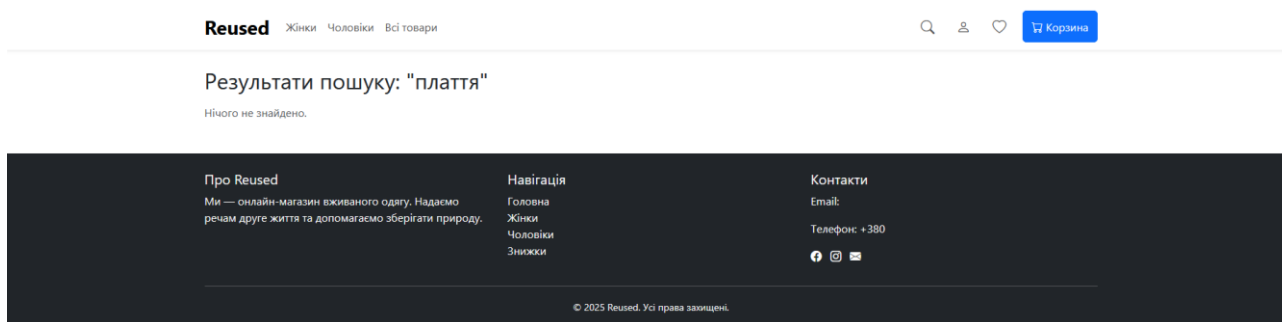 Reused Жінки Чоловіки Всі товари Корзина
Результати пошуку: "плаття"
Нічого не знайдено.
Про Reused
Ми — онлайн-магазин вживаного одягу. Надаємо
речам друге життя та допомагаємо зберігати природу.
Навігація
Головна
Жінки
Чоловіки
Знижки
Контакти
Email:
Телефон: +380
© 2025 Reused. Усі права захищені.